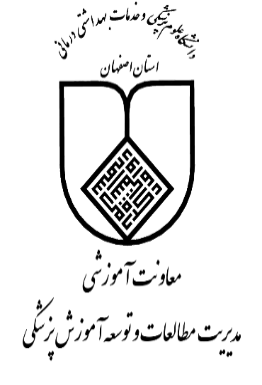 دانشگاه علوم پزشکی و خدمات بهداشتی درمانی
استان اصفهان
معاونت آموزشی
مدیریت مطالعات و توسعه آموزش پزشکی